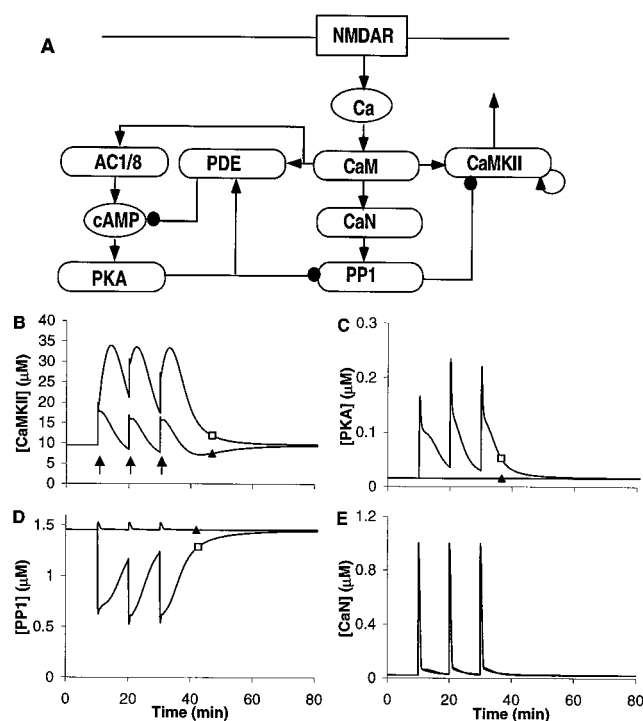 A
NMDAR
Ca
AC1/8
PDE
CaM
CaMKII
cAMP
CaN
PKA
PP1
B
[CaMKII] (µM)
40
35
30
25
20
15
10
5
0
C
[PKA] (µM)
0.3
0.2
0.1
0
D
[PP1] (µM)
1.5
1
0.5
0
0 20 40 60 80
Time (min)
E
[CaN] (µM)
1.2
0.8
0.4
0
0 20 40 60 80
Time (min)